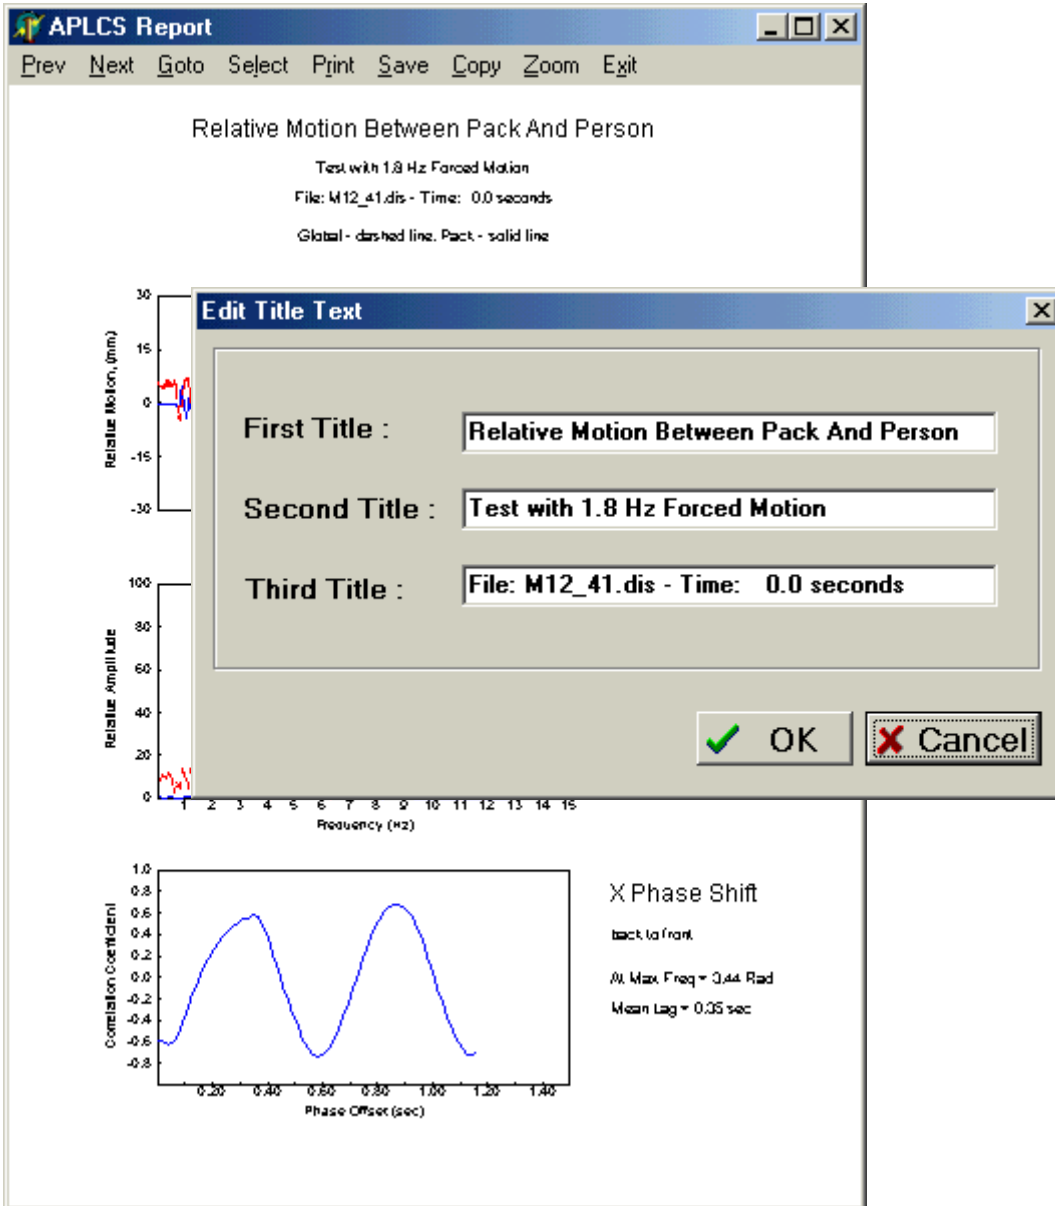 APLCS Report
Prev Next Goto Select Print Save Copy Zoom Exit
Relative Motion Between Pack And Person
Test with 1.8 Hz Forced Motion
File: M12_41.dis - Time: 0.0 seconds
Global - dashed line, Pack - solid line
Edit Title Text
First Title : Relative Motion Between Pack And Person
Second Title : Test with 1.8 Hz Forced Motion
Third Title : File: M12_41.dis - Time: 0.0 seconds
OK Cancel
Relative Motion, (mm)
30
15
0
-15
-30
Relative Amplitude
100
80
60
40
20
0
1 2 3 4 5 6 7 8 9 10 11 12 13 14 15
Frequency (Hz)
Correlation Coefficient
1.0
0.8
0.6
0.4
0.2
0.0
-0.2
-0.4
-0.6
-0.8
0.20 0.40 0.60 0.80 1.00 1.20 1.40
Phase Offset (sec)
X Phase Shift
back to front
At Max. Freq = 3.44 Rad
Mean Lag = 0.35 sec